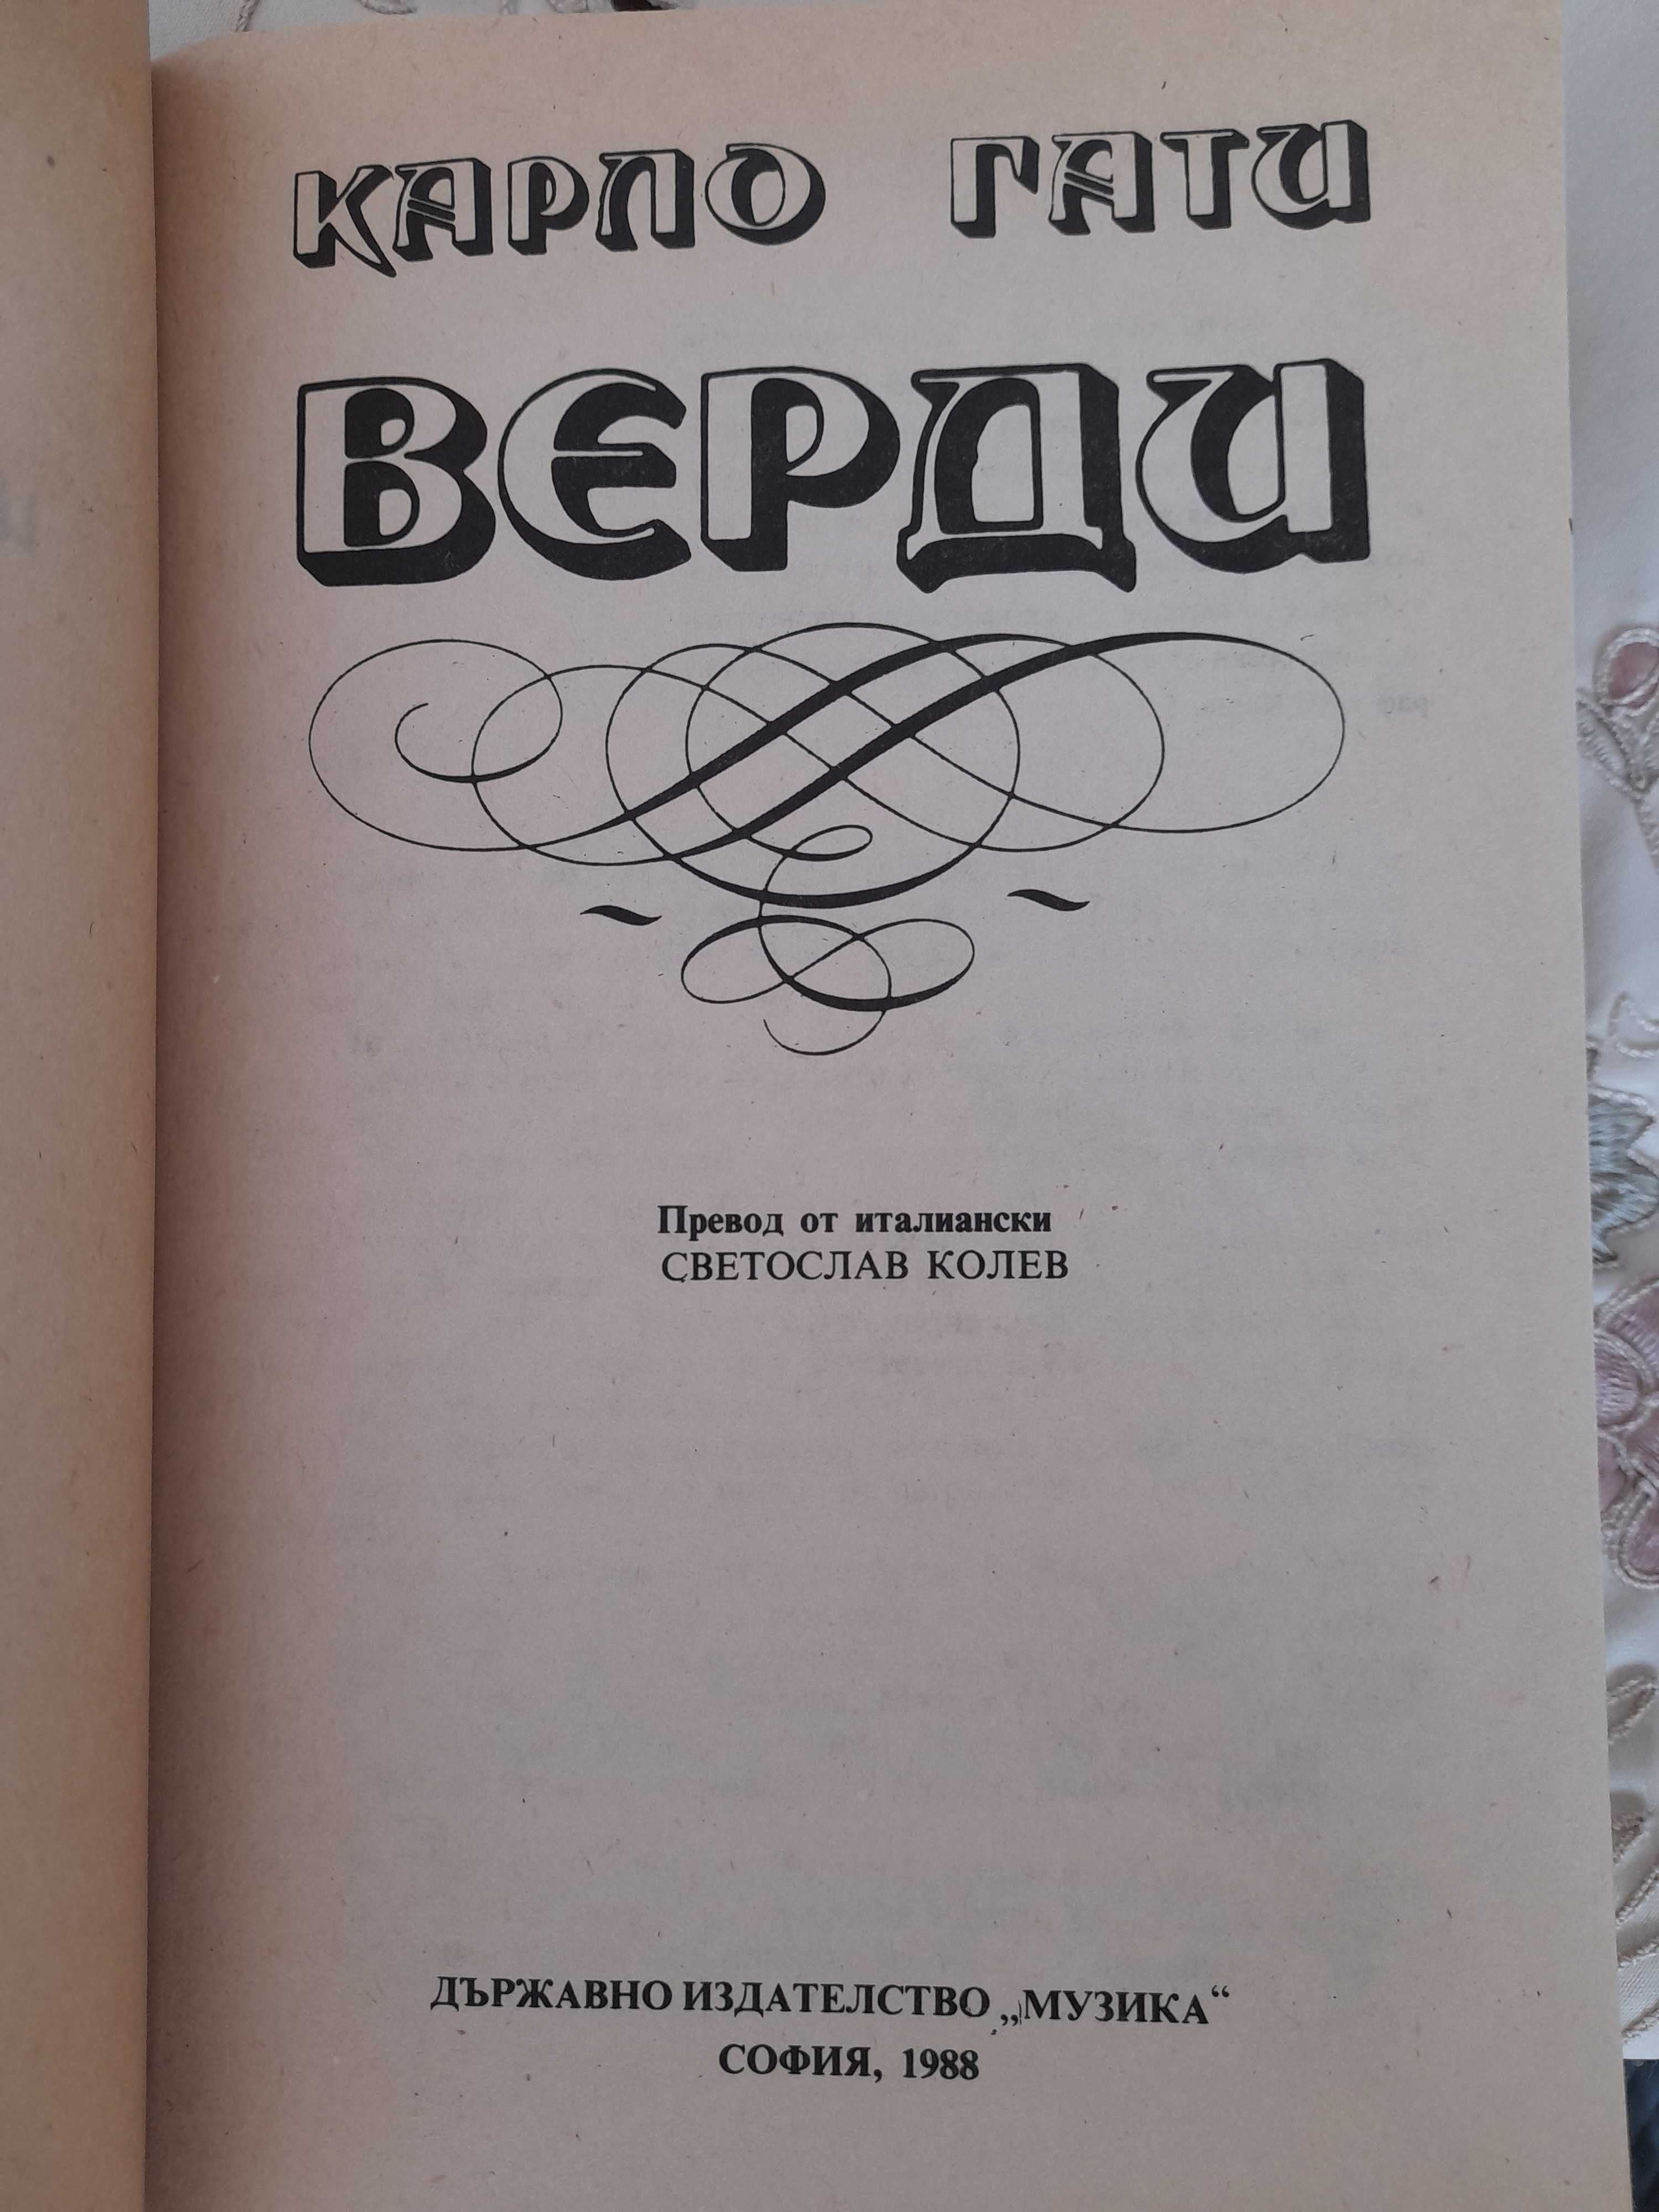 КАРЛО ГАТИ
ВЕРДИ
Превод от италиански
СВЕТОСЛАВ КОЛЕВ
ДЪРЖАВНО ИЗДАТЕЛСТВО „МУЗИКА“
СОФИЯ, 1988